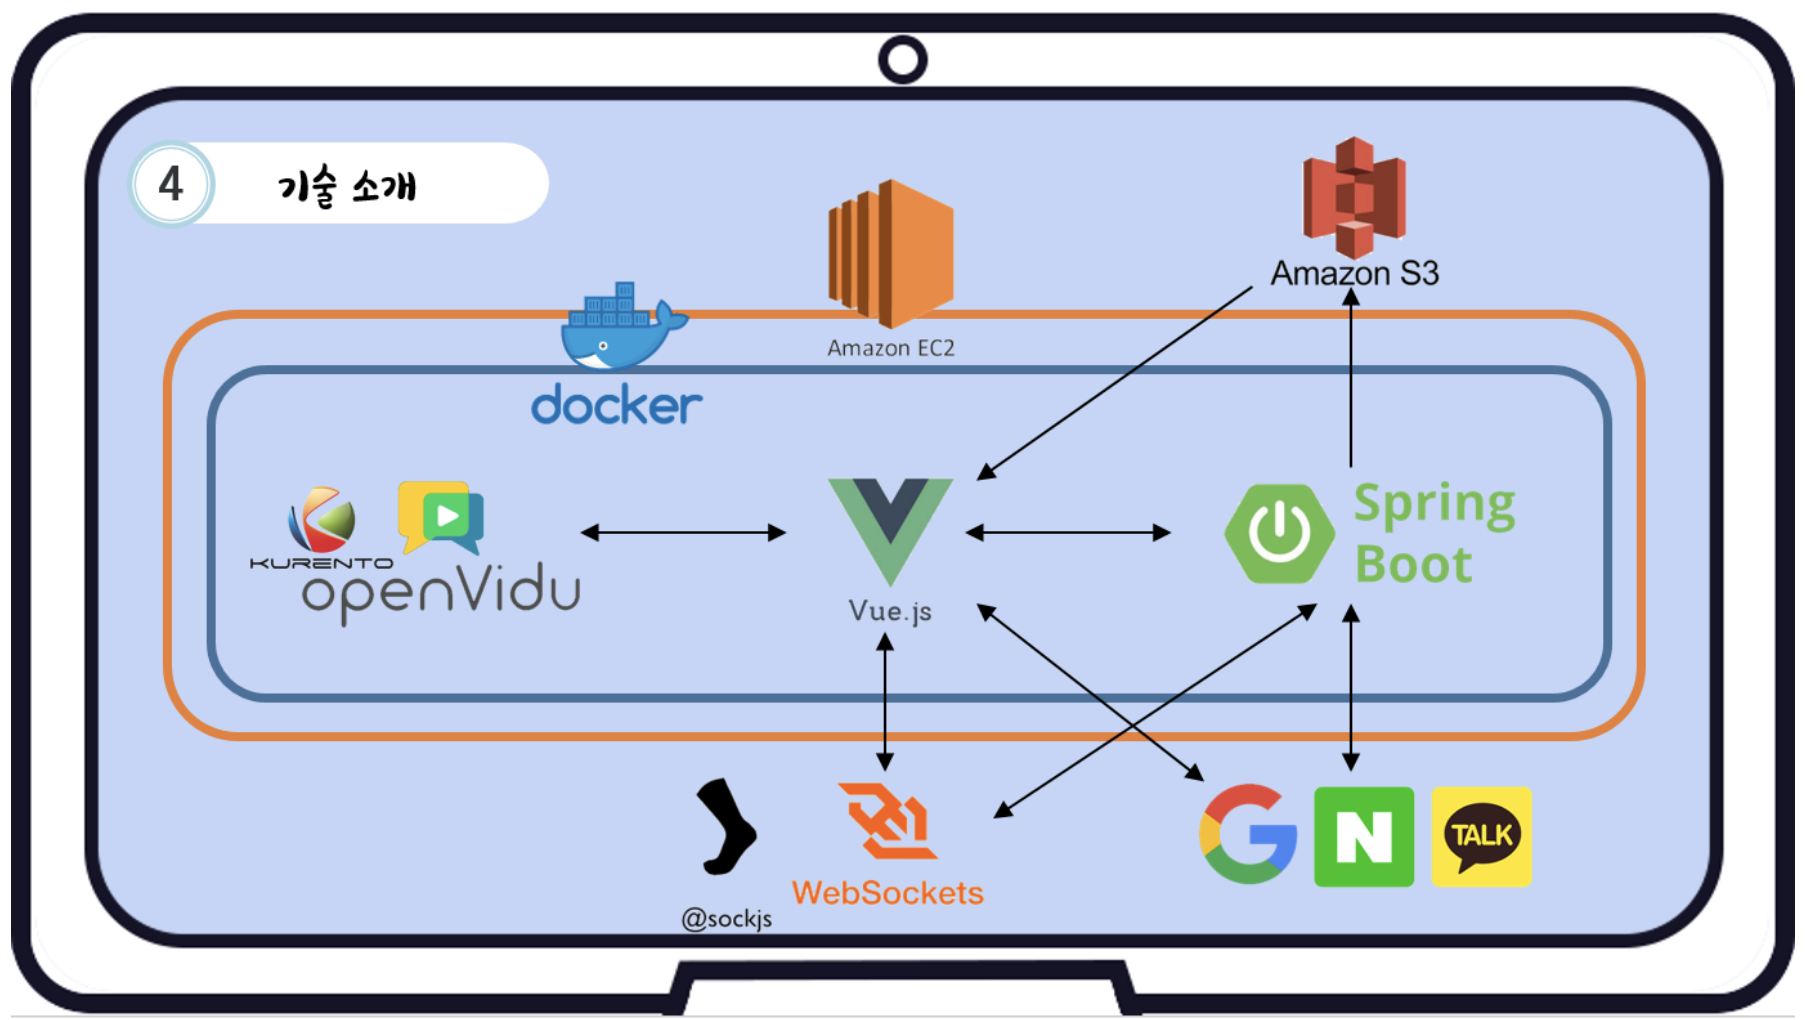 4
기술 소개
Amazon S3
Amazon EC2
docker
KURENTO
openVidu
Vue.js
Spring
Boot
@sockjs
WebSockets
G
N
TALK